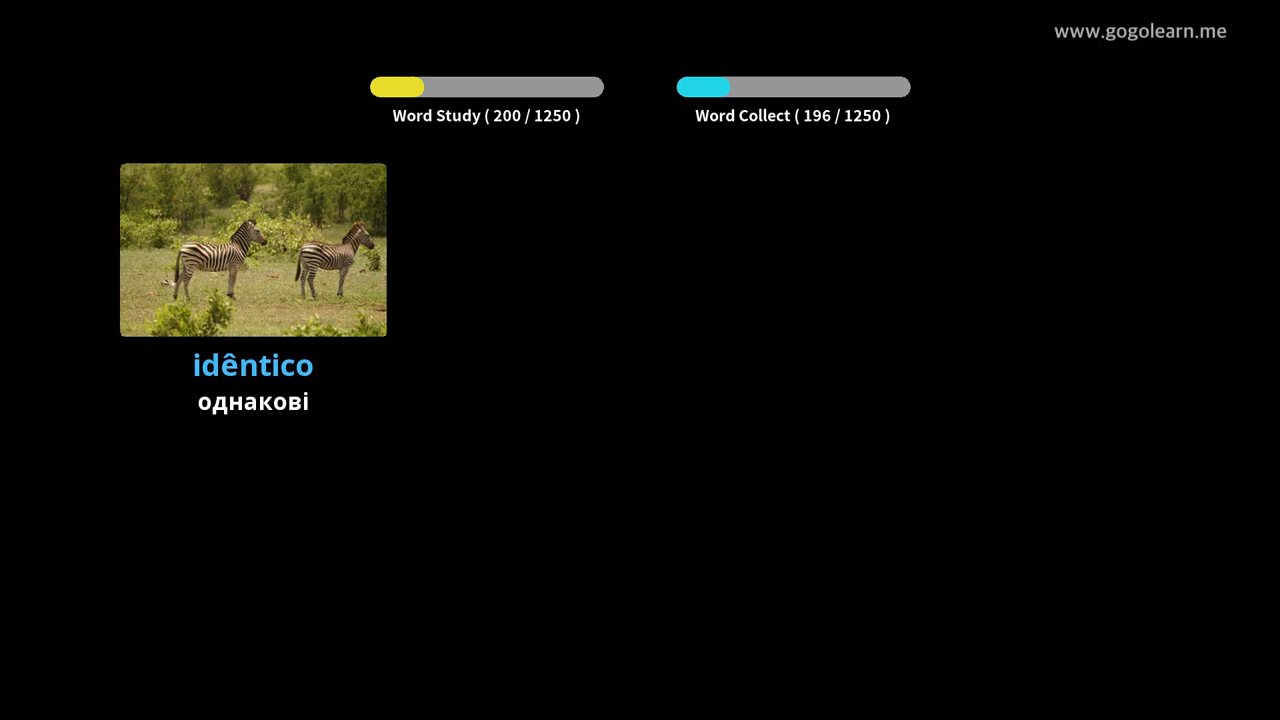 www.gogolearn.me
Word Study ( 200 / 1250 )
Word Collect ( 196 / 1250 )
idêntico
однакові